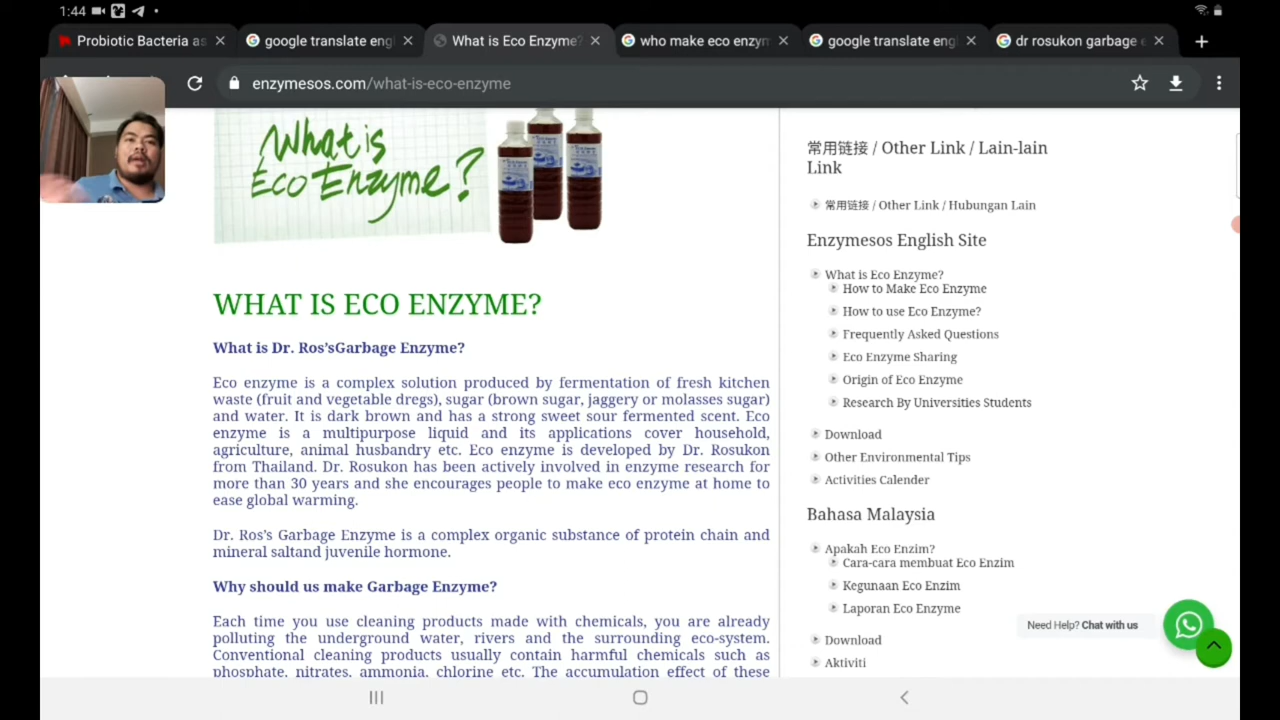 1:44
Probiotic Bacteria as
google translate eng
What is Eco Enzyme?
who make eco enzym
google translate eng
dr rosukon garbage e
enzymesos.com/what-is-eco-enzyme
What is
Eco Enzyme?
WHAT IS ECO ENZYME?
What is Dr. Ros'sGarbage Enzyme?
Eco enzyme is a complex solution produced by fermentation of fresh kitchen
waste (fruit and vegetable dregs), sugar (brown sugar, jaggery or molasses sugar)
and water. It is dark brown and has a strong sweet sour fermented scent. Eco
enzyme is a multipurpose liquid and its applications cover household,
agriculture, animal husbandry etc. Eco enzyme is developed by Dr. Rosukon
from Thailand. Dr. Rosukon has been actively involved in enzyme research for
more than 30 years and she encourages people to make eco enzyme at home to
ease global warming.
Dr. Ros's Garbage Enzyme is a complex organic substance of protein chain and
mineral saltand juvenile hormone.
Why should us make Garbage Enzyme?
Each time you use cleaning products made with chemicals, you are already
polluting the underground water, rivers and the surrounding eco-system.
Conventional cleaning products usually contain harmful chemicals such as
phosphate, nitrates, ammonia, chlorine etc. The accumulation effect of these
常用链接 / Other Link / Lain-lain
Link
常用链接 / Other Link / Hubungan Lain
Enzymesos English Site
What is Eco Enzyme?
How to Make Eco Enzyme
How to use Eco Enzyme?
Frequently Asked Questions
Eco Enzyme Sharing
Origin of Eco Enzyme
Research By Universities Students
Download
Other Environmental Tips
Activities Calender
Bahasa Malaysia
Apakah Eco Enzim?
Cara-cara membuat Eco Enzim
Kegunaan Eco Enzim
Laporan Eco Enzyme
Download
Aktiviti
Need Help? Chat with us